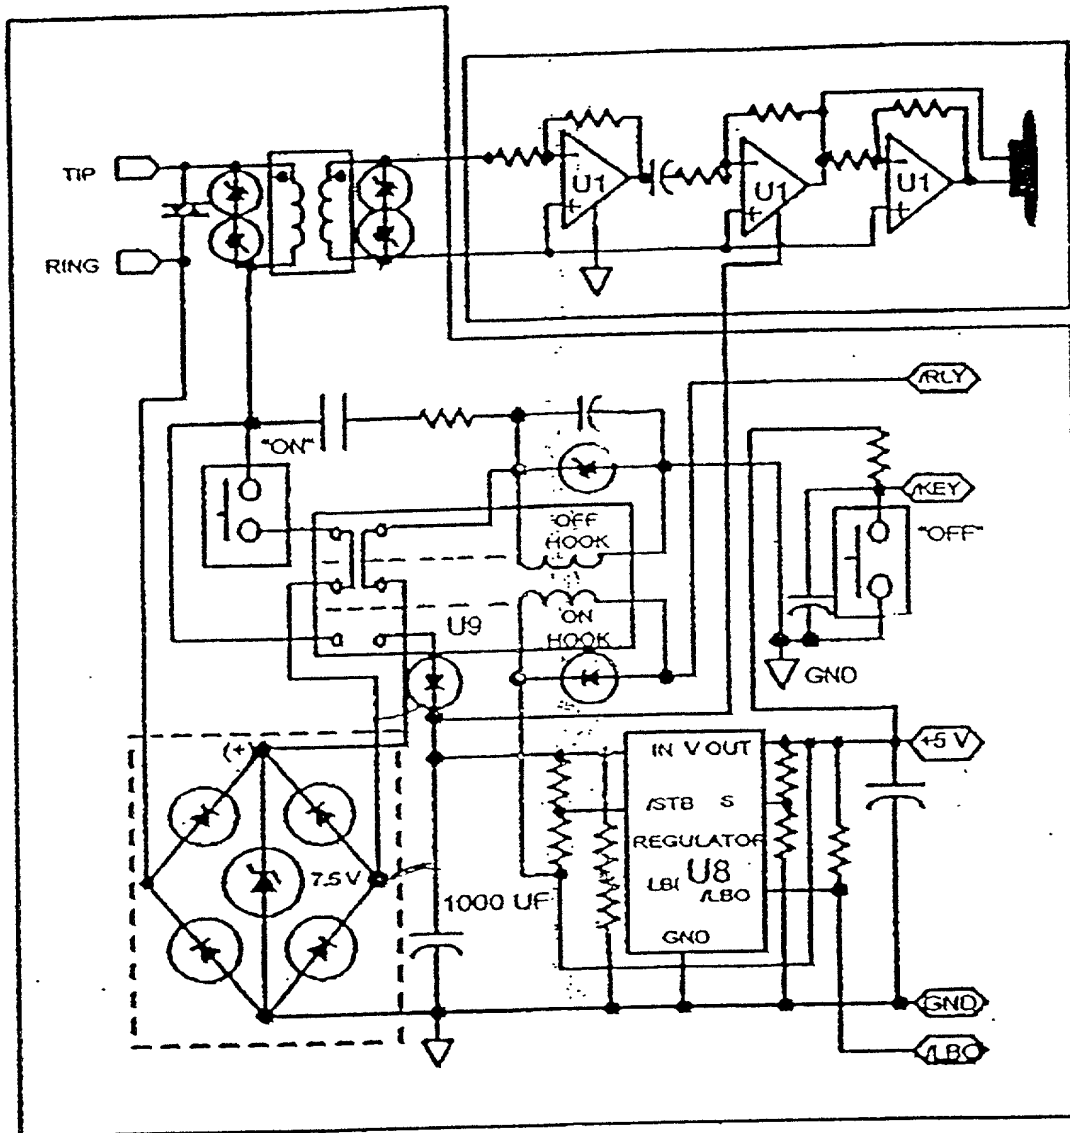 TIP
U1
U1
U1
RING
/RLY
"ON"
/KEY
OFF
HOOK
"OFF"
U9
ON
HOOK
GND
(+)
IN V OUT
+5 V
/STB S
REGULATOR
7.5 V
U8
LBI
/LBO
1000 UF
GND
GND
/LBO